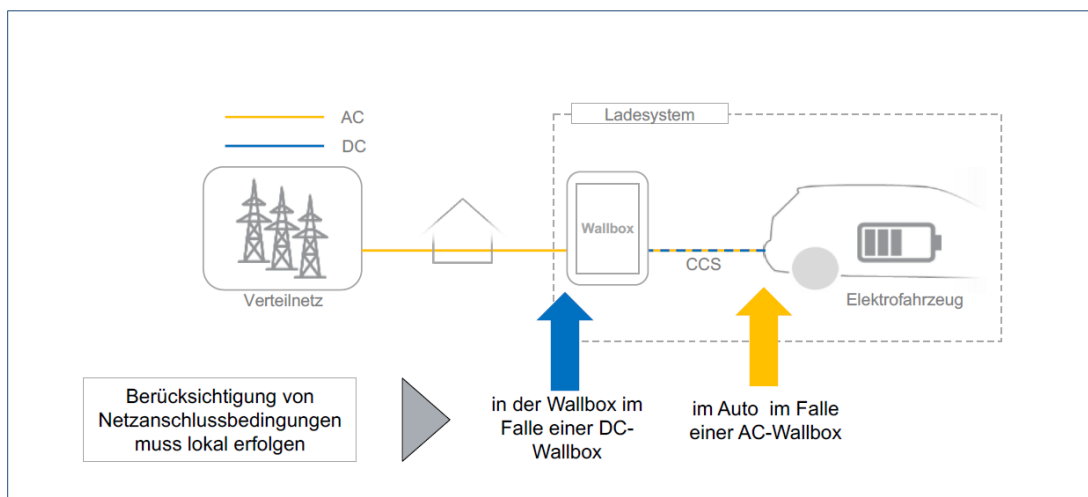 AC
DC
Ladesystem
Wallbox
CCS
Verteilnetz
Elektrofahrzeug
Berücksichtigung von
Netzanschlussbedingungen
muss lokal erfolgen
in der Wallbox im
Falle einer DC-
Wallbox
im Auto im Falle
einer AC-Wallbox